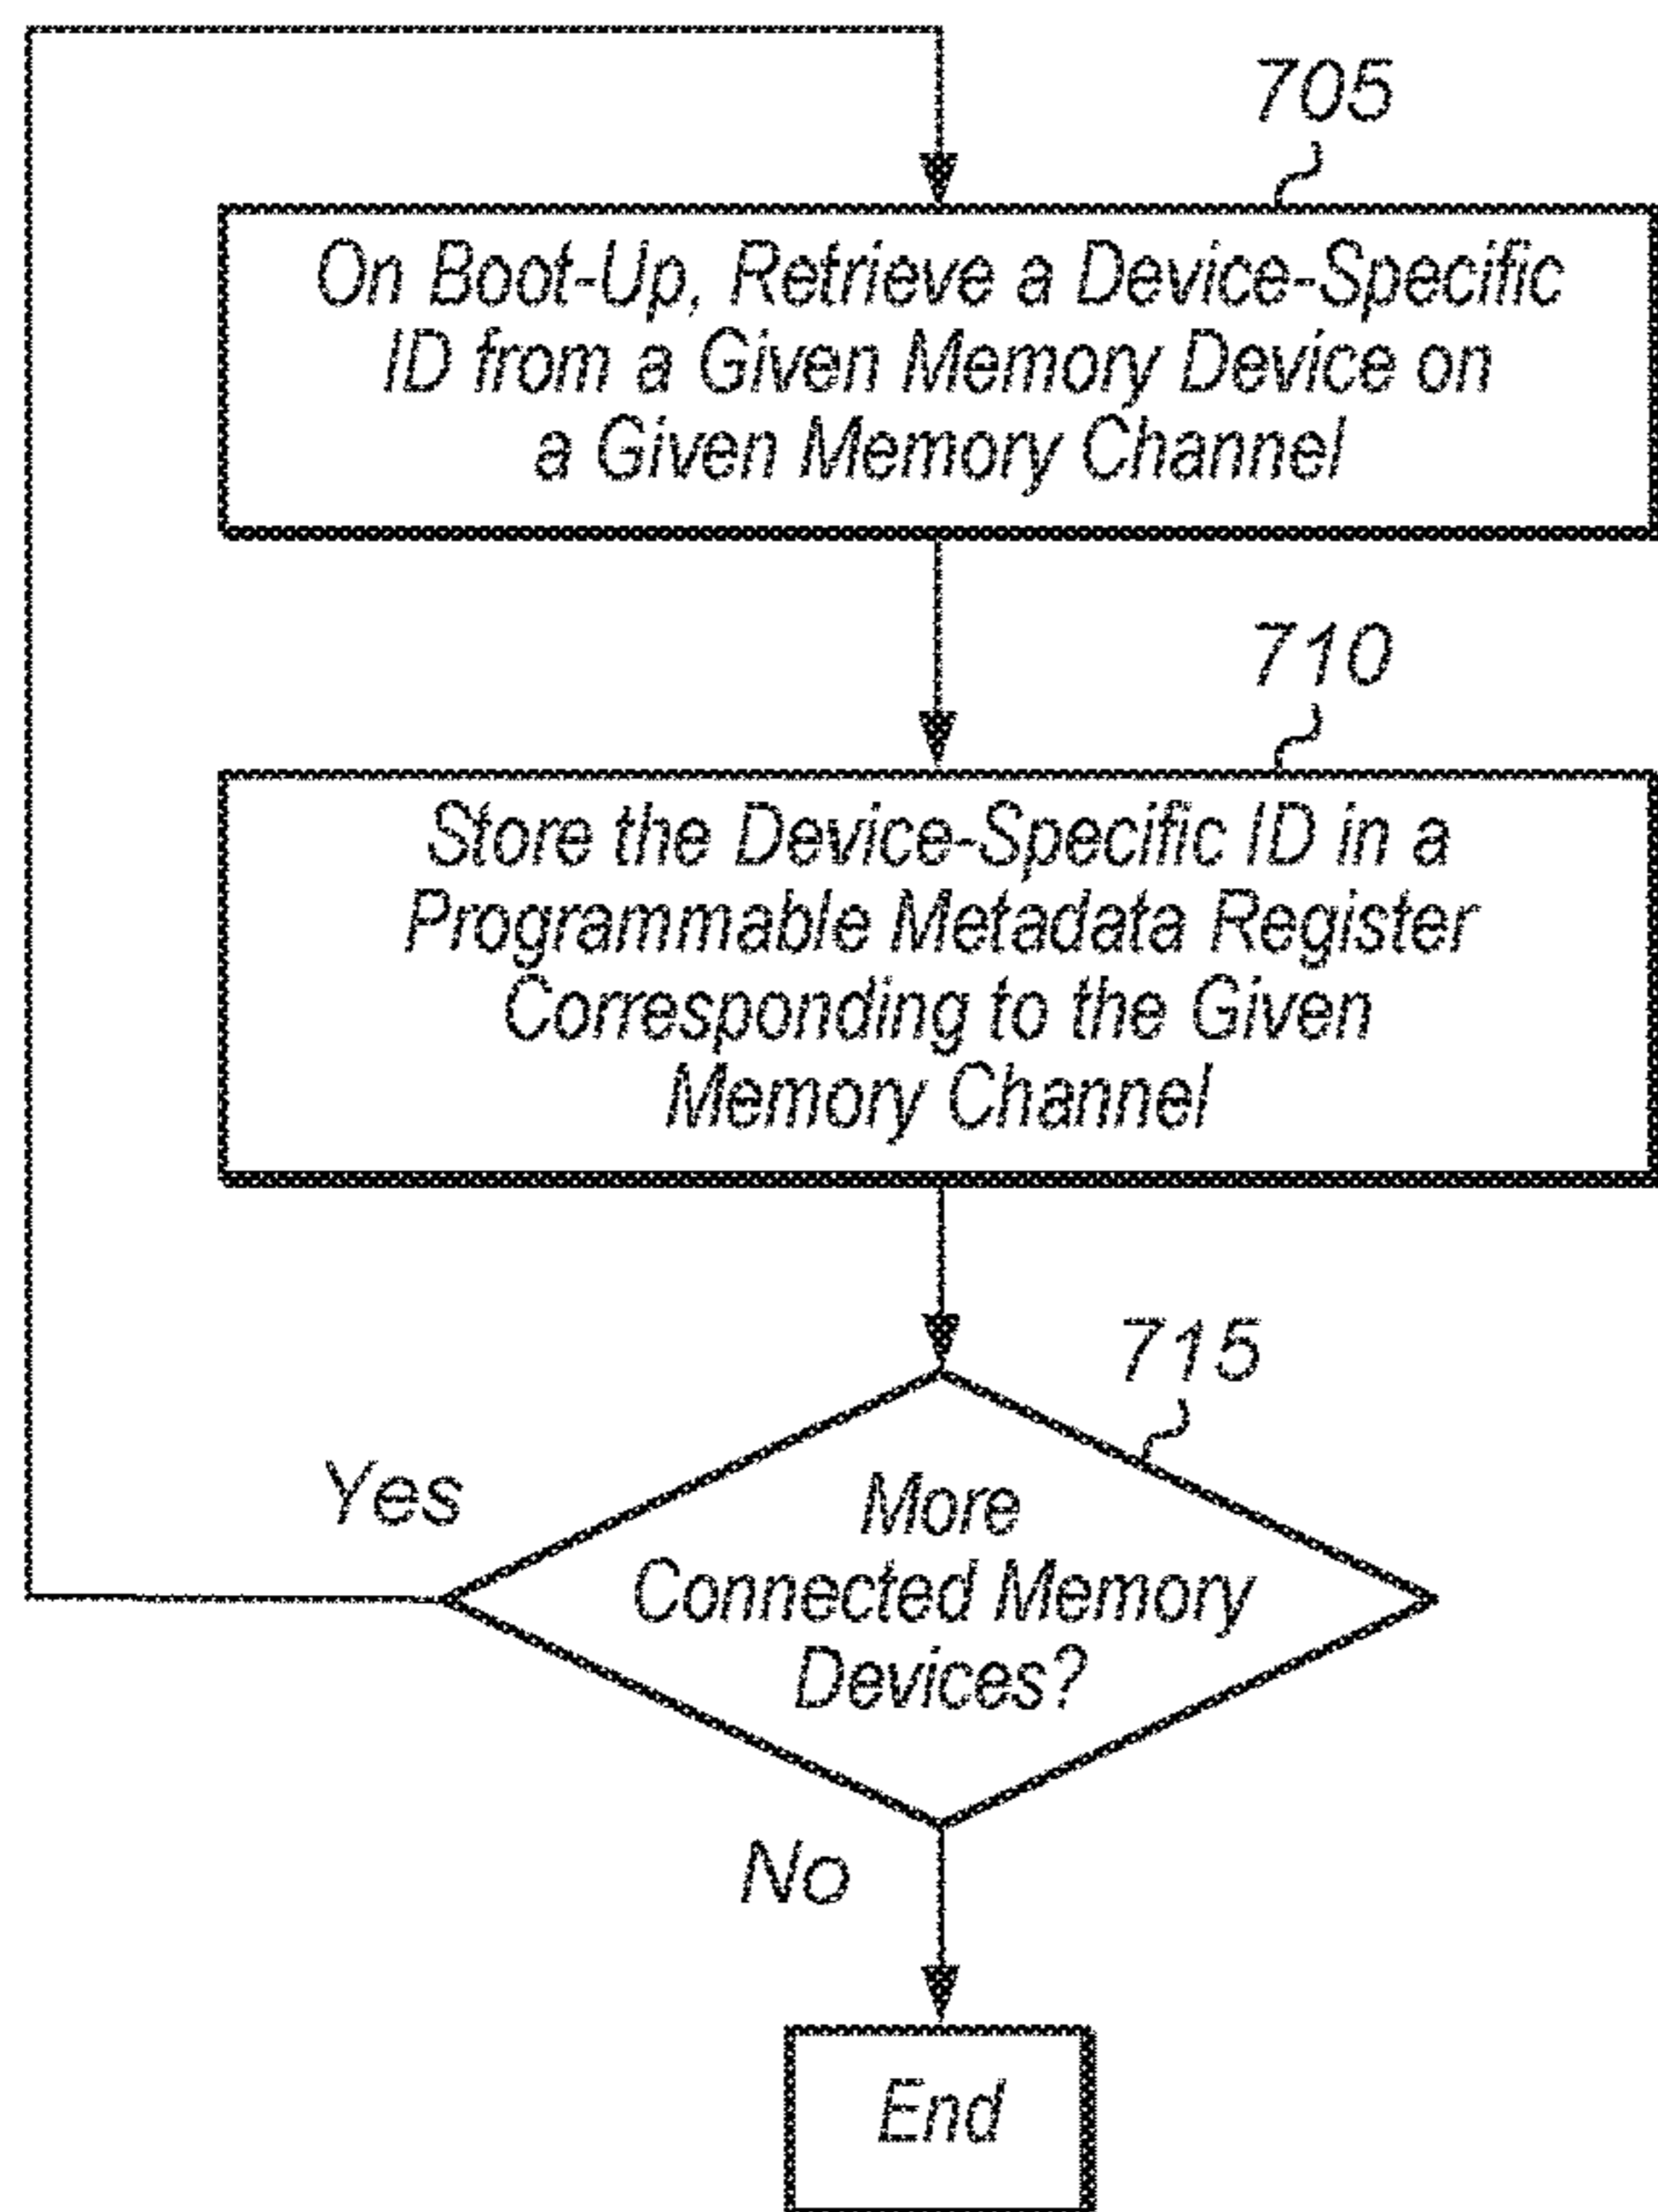 705
On Boot-Up, Retrieve a Device-Specific
ID from a Given Memory Device on
a Given Memory Channel
710
Store the Device-Specific ID in a
Programmable Metadata Register
Corresponding to the Given
Memory Channel
715
Yes
More
Connected Memory
Devices?
No
End